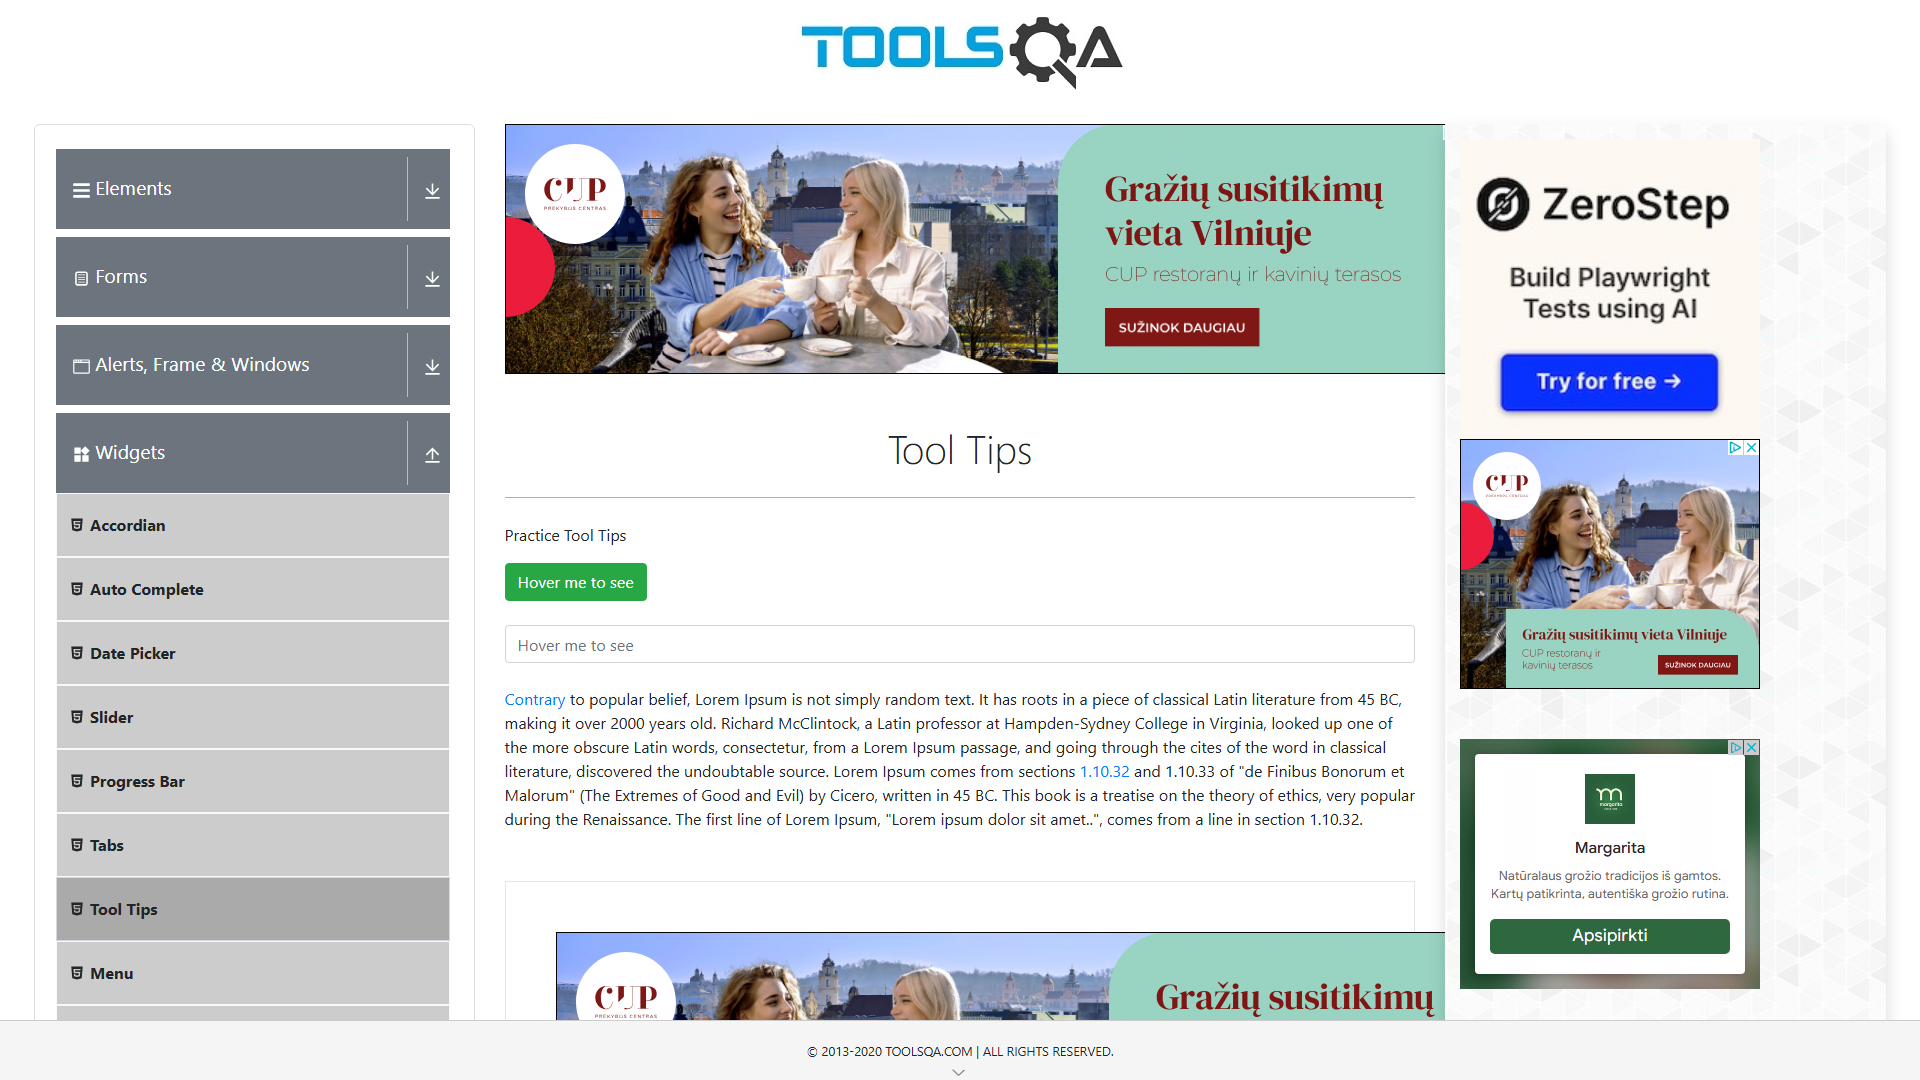 TOOLSQA
Elements
Forms
Alerts, Frame & Windows
Widgets
Accordian
Auto Complete
Date Picker
Slider
Progress Bar
Tabs
Tool Tips
Menu
CUP
PREKYBOS CENTRAS
Gražių susitikimų
vieta Vilniuje
CUP restoranų ir kavinių terasos
SUŽINOK DAUGIAU
Tool Tips
Practice Tool Tips
Hover me to see
Hover me to see
Contrary to popular belief, Lorem Ipsum is not simply random text. It has roots in a piece of classical Latin literature from 45 BC,
making it over 2000 years old. Richard McClintock, a Latin professor at Hampden-Sydney College in Virginia, looked up one of
the more obscure Latin words, consectetur, from a Lorem Ipsum passage, and going through the cites of the word in classical
literature, discovered the undoubtable source. Lorem Ipsum comes from sections 1.10.32 and 1.10.33 of "de Finibus Bonorum et
Malorum" (The Extremes of Good and Evil) by Cicero, written in 45 BC. This book is a treatise on the theory of ethics, very popular
during the Renaissance. The first line of Lorem Ipsum, "Lorem ipsum dolor sit amet..", comes from a line in section 1.10.32.
CUP
PREKYBOS CENTRAS
Gražių susitikimų
ZeroStep
Build Playwright
Tests using AI
Try for free →
CUP
PREKYBOS CENTRAS
Gražių susitikimų vieta Vilniuje
CUP restoranų ir
kavinių terasos
SUŽINOK DAUGIAU
margarita
Margarita
Natūralaus grožio tradicijos iš gamtos.
Kartų patikrinta, autentiška grožio rutina.
Apsipirkti
© 2013-2020 TOOLSQA.COM | ALL RIGHTS RESERVED.